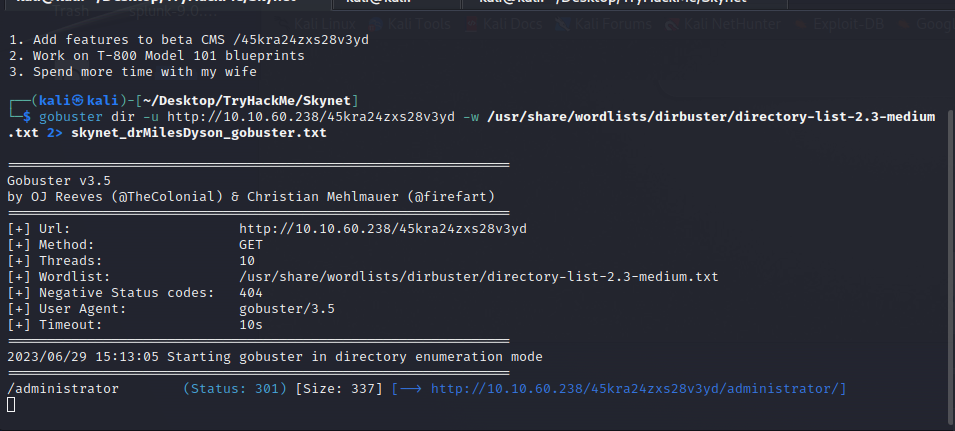 kali@kali: ~/Desktop/TryHackMe/Skynet kali@kali kali@kali: ~/Desktop/TryHackMe/Skynet
Trash splunk-9.0... Kali Linux Kali Tools Kali Docs Kali Forums Kali NetHunter Exploit-DB Goog
1. Add features to beta CMS /45kra24zxs28v3yd
2. Work on T-800 Model 101 blueprints
3. Spend more time with my wife
┌──(kali㉿kali)-[~/Desktop/TryHackMe/Skynet]
└─$ gobuster dir -u http://10.10.60.238/45kra24zxs28v3yd -w /usr/share/wordlists/dirbuster/directory-list-2.3-medium
.txt 2> skynet_drMilesDyson_gobuster.txt
===============================================================
Gobuster v3.5
by OJ Reeves (@TheColonial) & Christian Mehlmauer (@firefart)
===============================================================
[+] Url: http://10.10.60.238/45kra24zxs28v3yd
[+] Method: GET
[+] Threads: 10
[+] Wordlist: /usr/share/wordlists/dirbuster/directory-list-2.3-medium.txt
[+] Negative Status codes: 404
[+] User Agent: gobuster/3.5
[+] Timeout: 10s
===============================================================
2023/06/29 15:13:05 Starting gobuster in directory enumeration mode
===============================================================
/administrator (Status: 301) [Size: 337] [--> http://10.10.60.238/45kra24zxs28v3yd/administrator/]